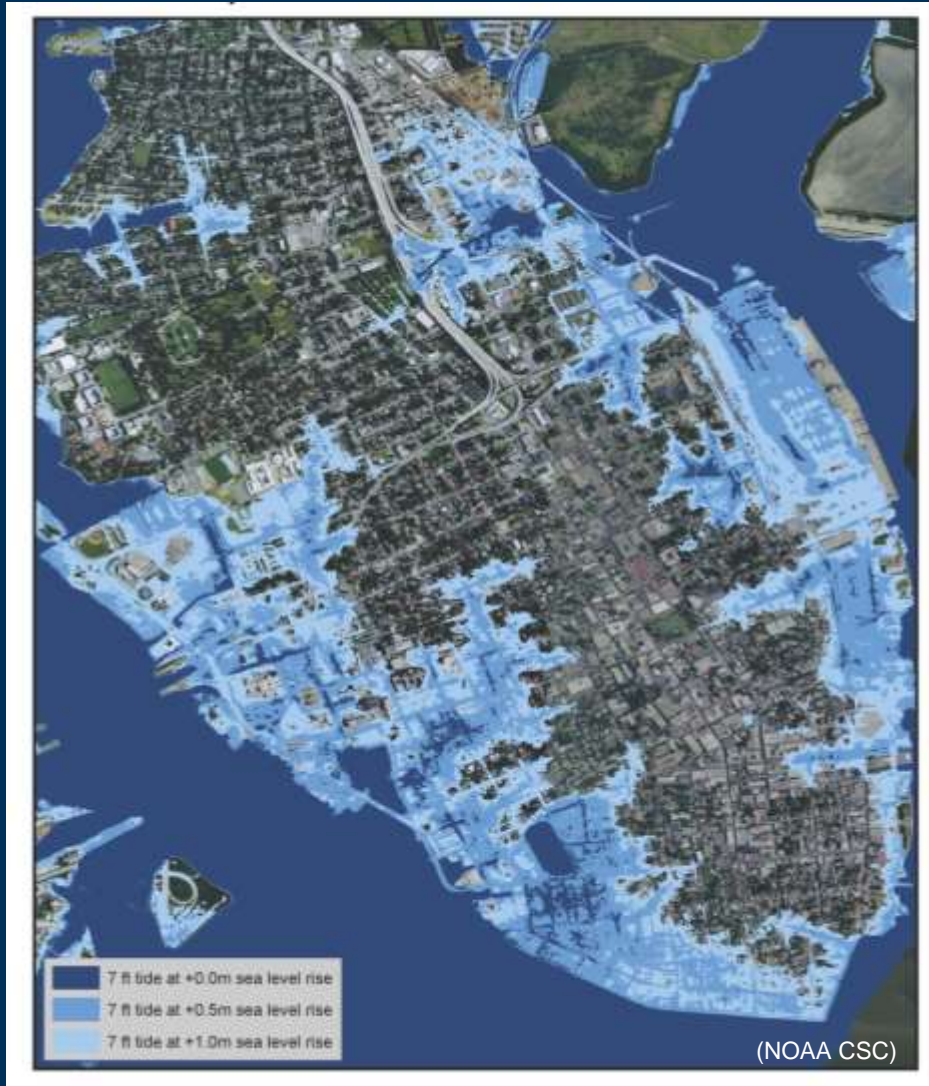 7 ft tide at +0.0m sea level rise
7 ft tide at +0.5m sea level rise
7 ft tide at +1.0m sea level rise
(NOAA CSC)